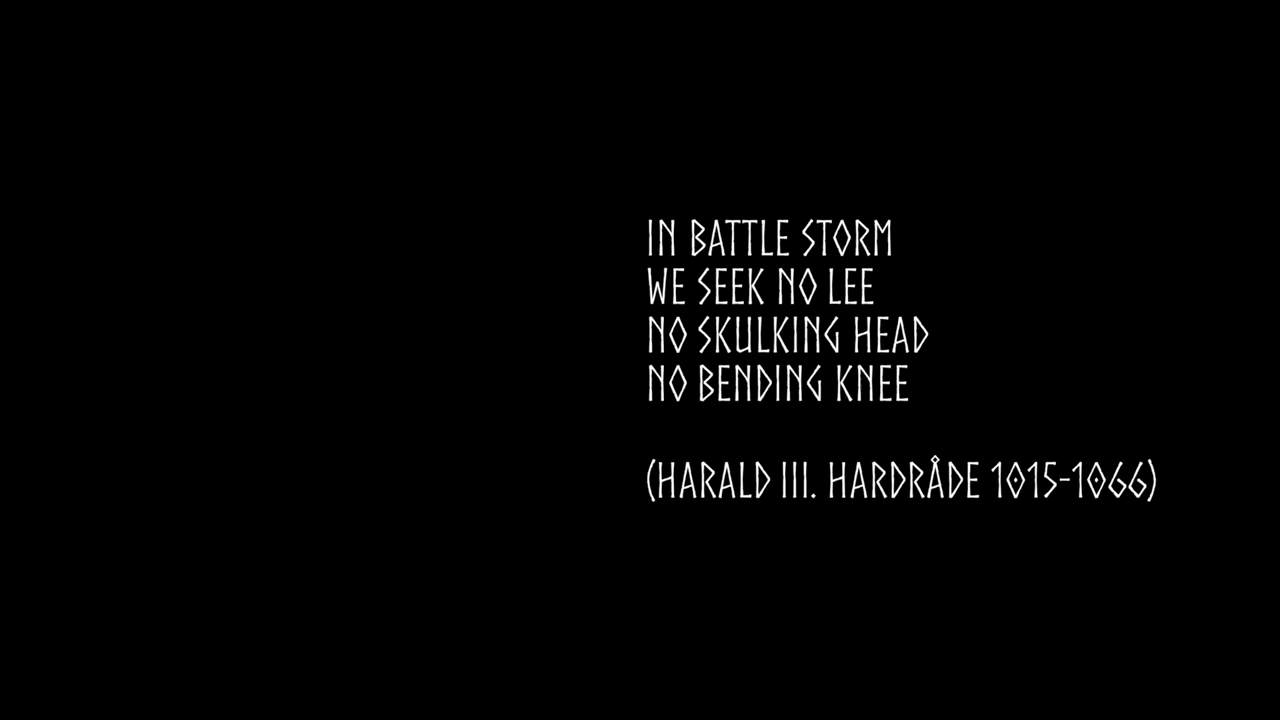 IN BATTLE STORM
WE SEEK NO LEE
NO SKULKING HEAD
NO BENDING KNEE
(HARALD III. HARDRÅDE 1015-1066)